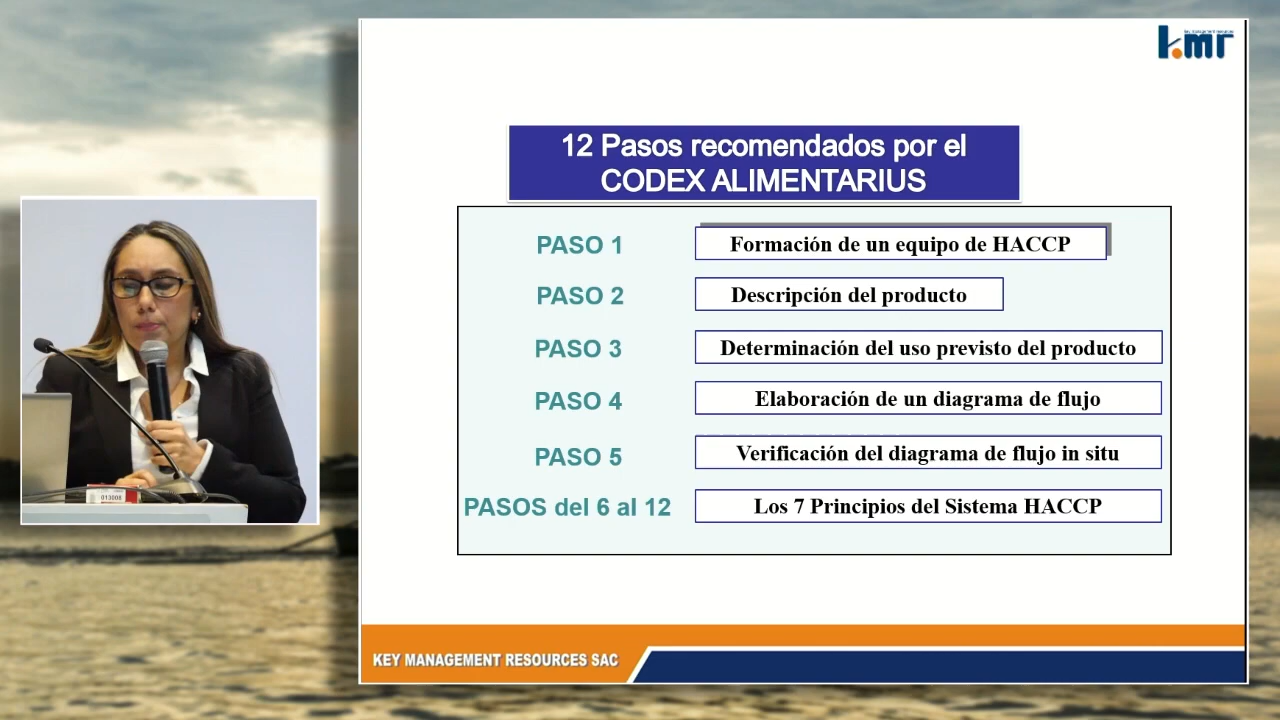 kmr
12 Pasos recomendados por el
CODEX ALIMENTARIUS
PASO 1
Formación de un equipo de HACCP
PASO 2
Descripción del producto
PASO 3
Determinación del uso previsto del producto
PASO 4
Elaboración de un diagrama de flujo
PASO 5
Verificación del diagrama de flujo in situ
PASOS del 6 al 12
Los 7 Principios del Sistema HACCP
KEY MANAGEMENT RESOURCES SAC
013008